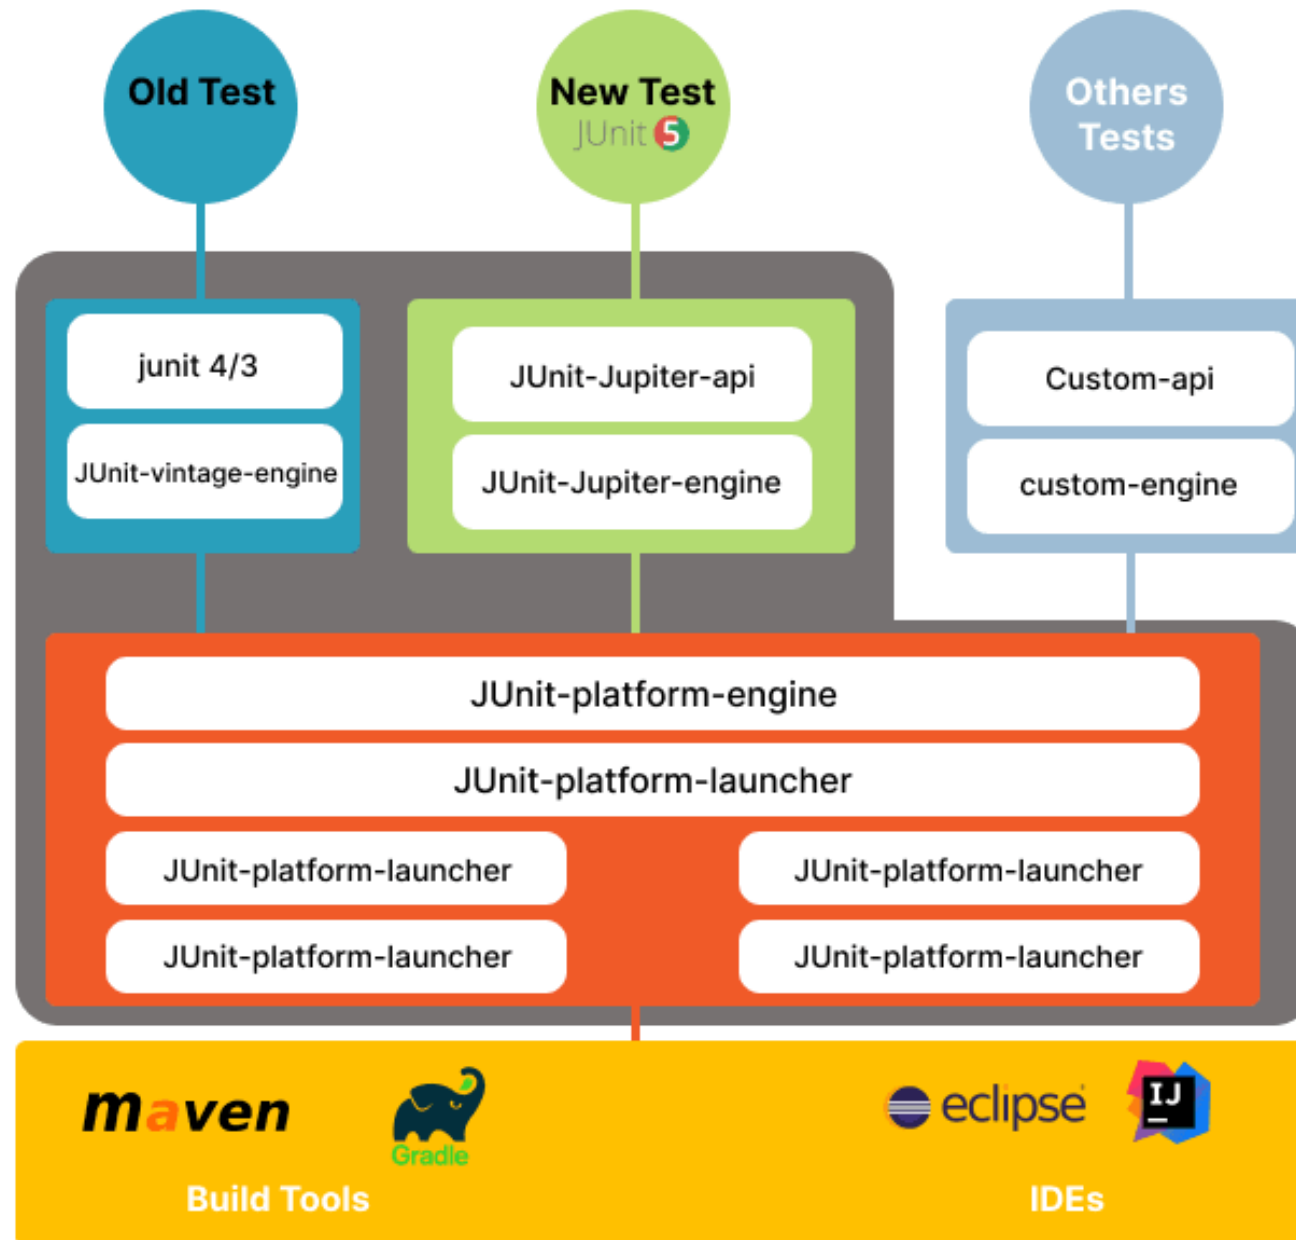 Old Test
New Test
JUnit 5
Others
Tests
junit 4/3
JUnit-vintage-engine
JUnit-Jupiter-api
JUnit-Jupiter-engine
Custom-api
custom-engine
JUnit-platform-engine
JUnit-platform-launcher
JUnit-platform-launcher
JUnit-platform-launcher
JUnit-platform-launcher
JUnit-platform-launcher
maven
Gradle
eclipse
IJ
Build Tools
IDEs